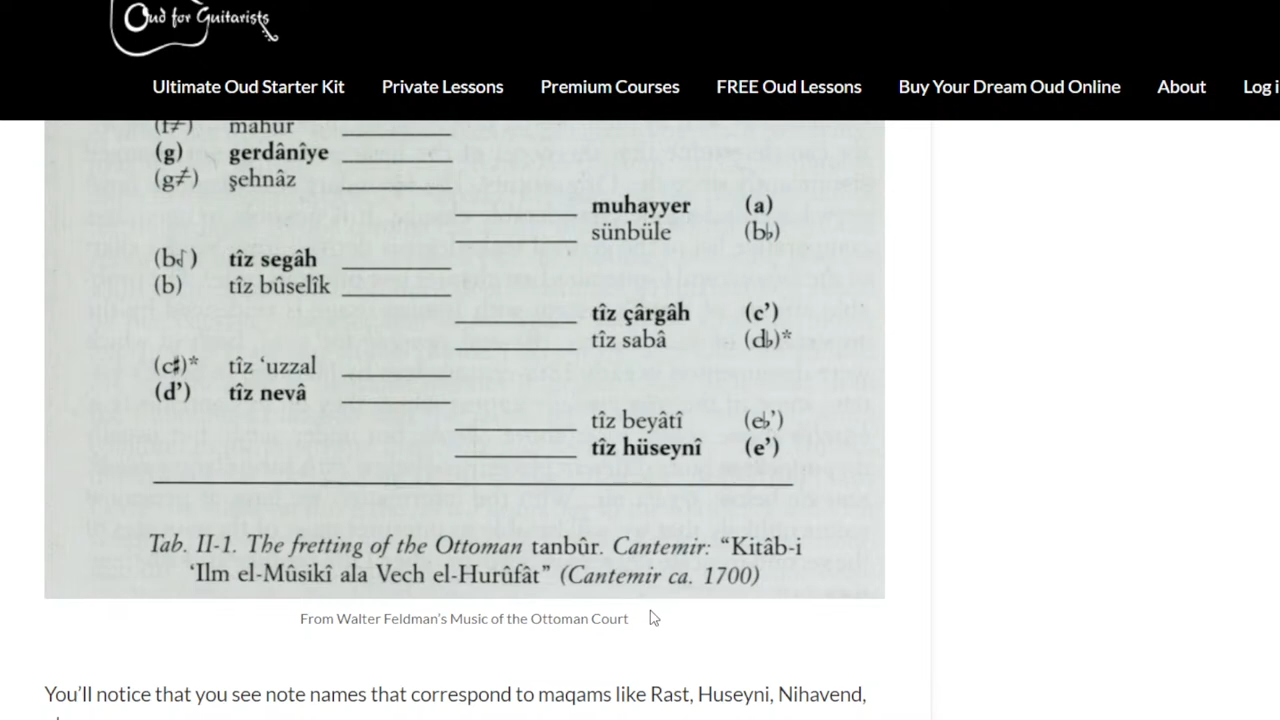 Oud for Guitarists
Ultimate Oud Starter Kit Private Lessons Premium Courses FREE Oud Lessons Buy Your Dream Oud Online About Log i
(f≠) mahur
(g) gerdânîye
(g≠) şehnâz
muhayyer (a)
sünbüle (b♭)
tîz segâh
(b) tîz bûselîk
tîz çârgâh (c’)
tîz sabâ (d♭)*
(c♯)* tîz ‘uzzal
(d’) tîz nevâ
tîz beyâtî (e♭’)
tîz hüseynî (e’)
Tab. II-1. The fretting of the Ottoman tanbûr. Cantemir: “Kitâb-i
‘Ilm el-Mûsikî ala Vech el-Hurûfât” (Cantemir ca. 1700)
From Walter Feldman's Music of the Ottoman Court
You’ll notice that you see note names that correspond to maqams like Rast, Huseyni, Nihavend,